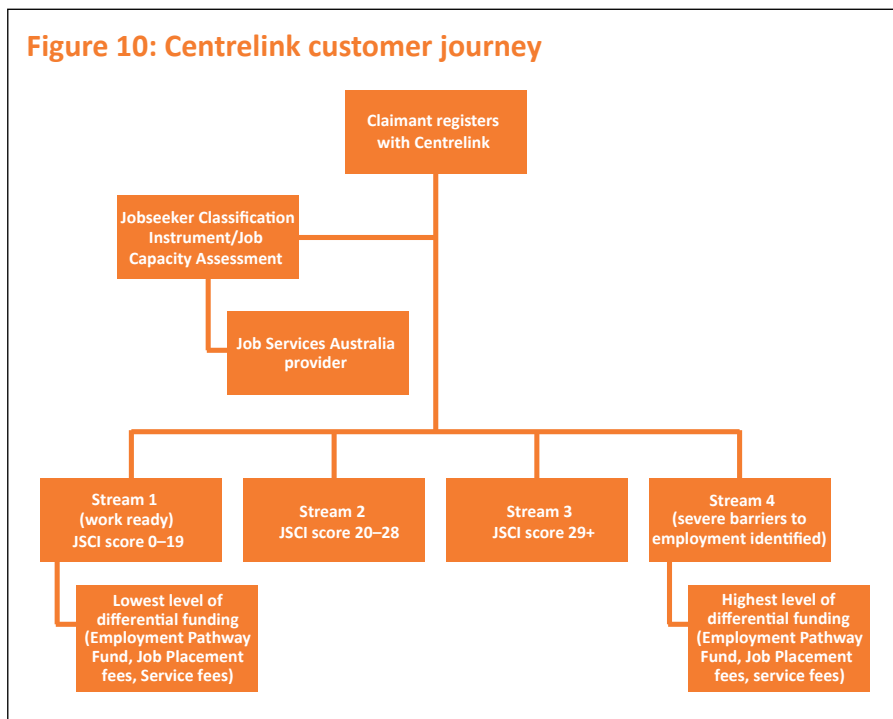 Figure 10: Centrelink customer journey
Claimant registers
with Centrelink
Jobseeker Classification
Instrument/Job
Capacity Assessment
Job Services Australia
provider
Stream 1
(work ready)
JSCI score 0–19
Stream 2
JSCI score 20–28
Stream 3
JSCI score 29+
Stream 4
(severe barriers to
employment identified)
Lowest level of
differential funding
(Employment Pathway
Fund, Job Placement
fees, Service fees)
Highest level of
differential funding
(Employment Pathway
Fund, Job Placement
fees, service fees)